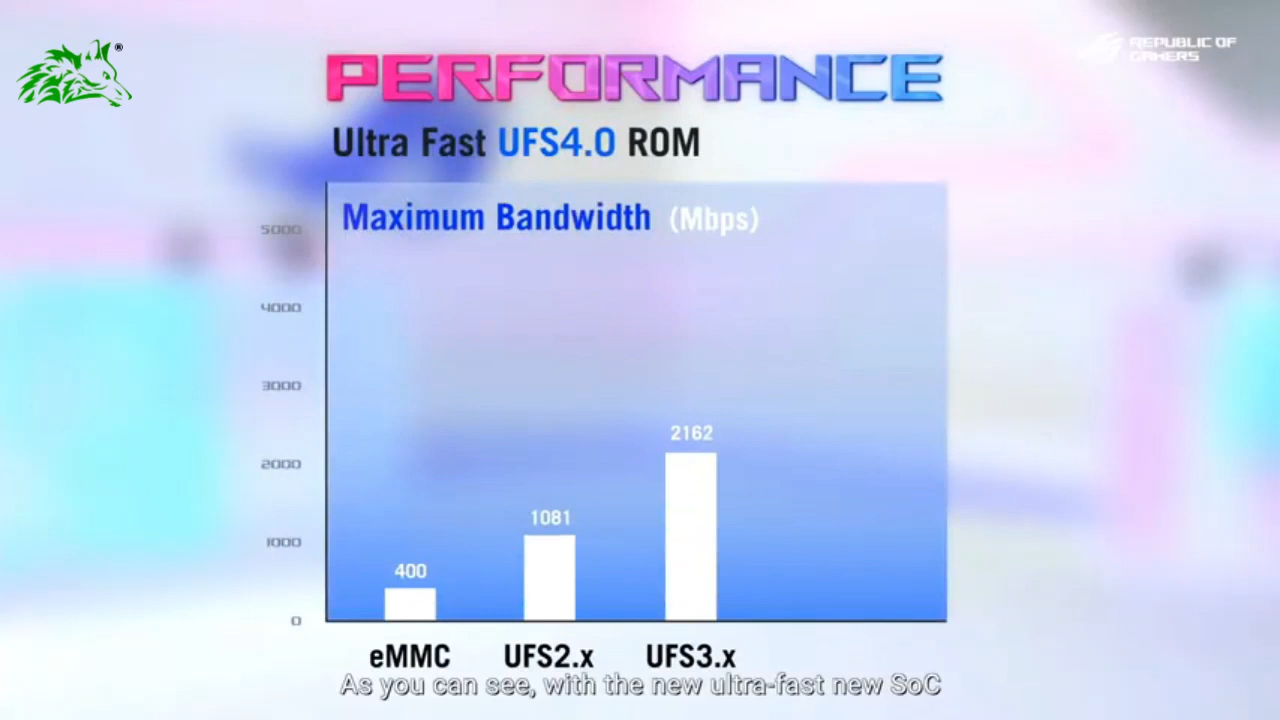 ®
REPUBLIC OF
GAMERS
PERFORMANCE
Ultra Fast UFS4.0 ROM
Maximum Bandwidth (Mbps)
5000
4000
3000
2000
1000
0
2162
1081
400
eMMC UFS2.x UFS3.x
As you can see, with the new ultra-fast new SoC